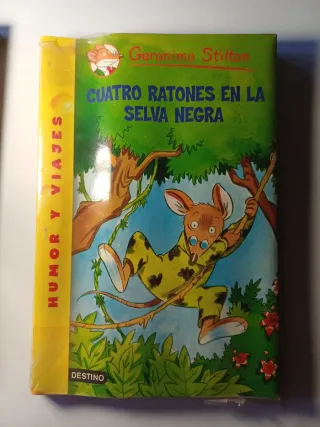 Geronimo Stilton
CUATRO RATONES EN LA
SELVA NEGRA
HUMOR Y VIAJES
DESTINO